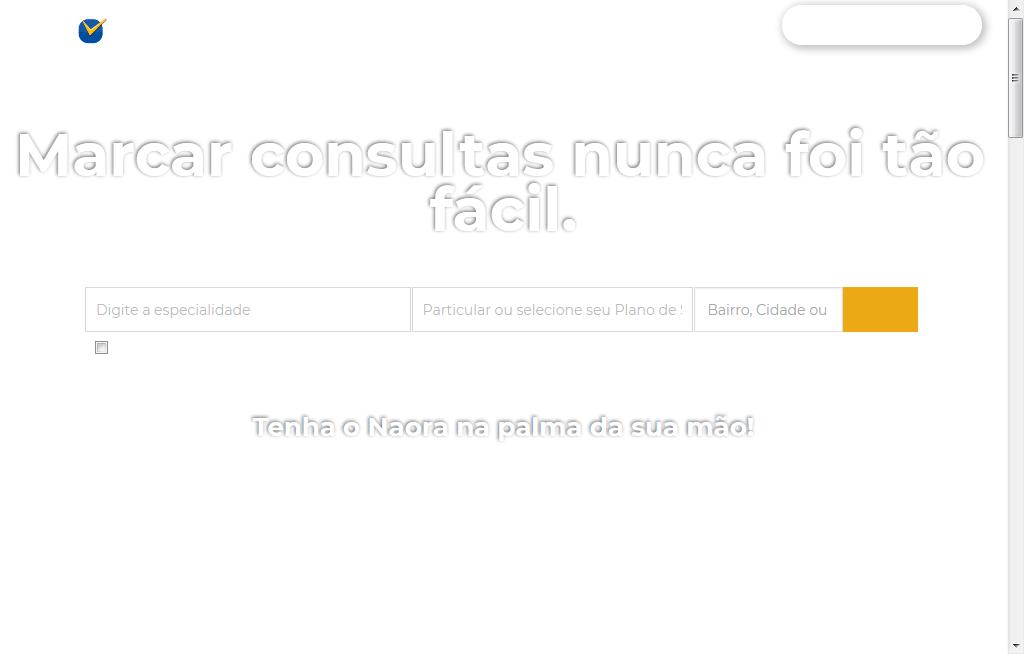 Marcar consultas nunca foi tão
fácil.
Digite a especialidade
Particular ou selecione seu Plano de
Bairro, Cidade ou
Tenha o Naora na palma da sua mão!